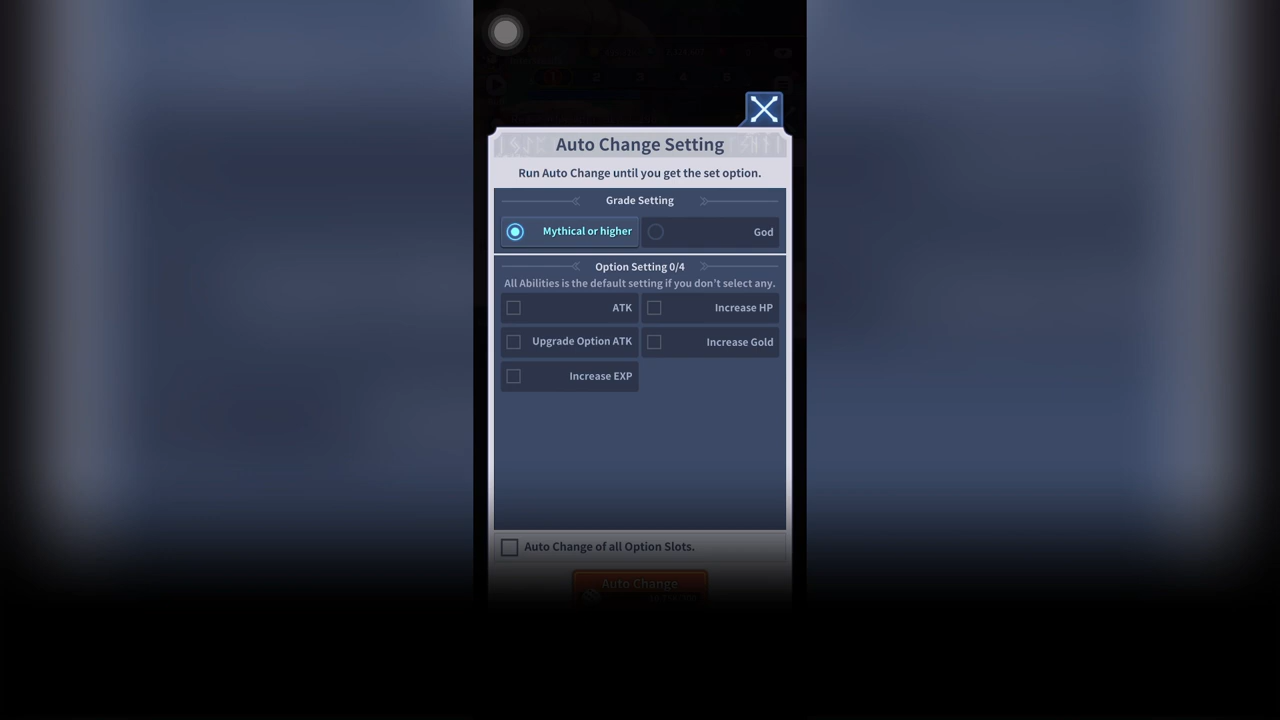 Auto Change Setting
Run Auto Change until you get the set option.
Grade Setting
Mythical or higher
God
Option Setting 0/4
All Abilities is the default setting if you don't select any.
ATK
Increase HP
Upgrade Option ATK
Increase Gold
Increase EXP
Auto Change of all Option Slots.
Auto Change